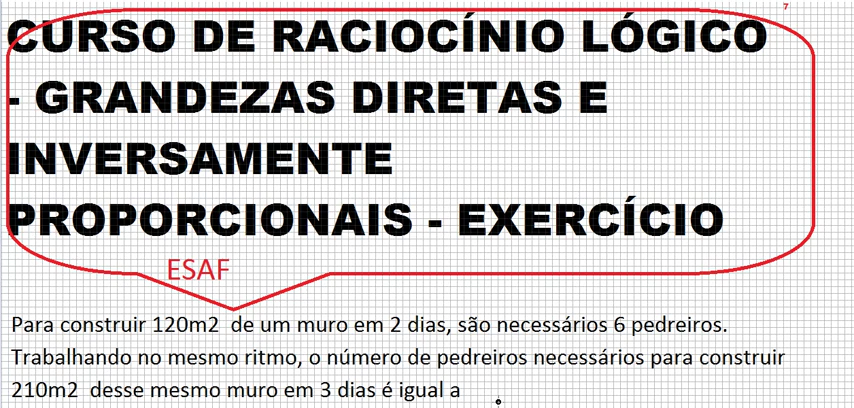 7
CURSO DE RACIOCÍNIO LÓGICO
- GRANDEZAS DIRETAS E
INVERSAMENTE
PROPORCIONAIS - EXERCÍCIO
ESAF
Para construir 120m2 de um muro em 2 dias, são necessários 6 pedreiros.
Trabalhando no mesmo ritmo, o número de pedreiros necessários para construir
210m2 desse mesmo muro em 3 dias é igual a